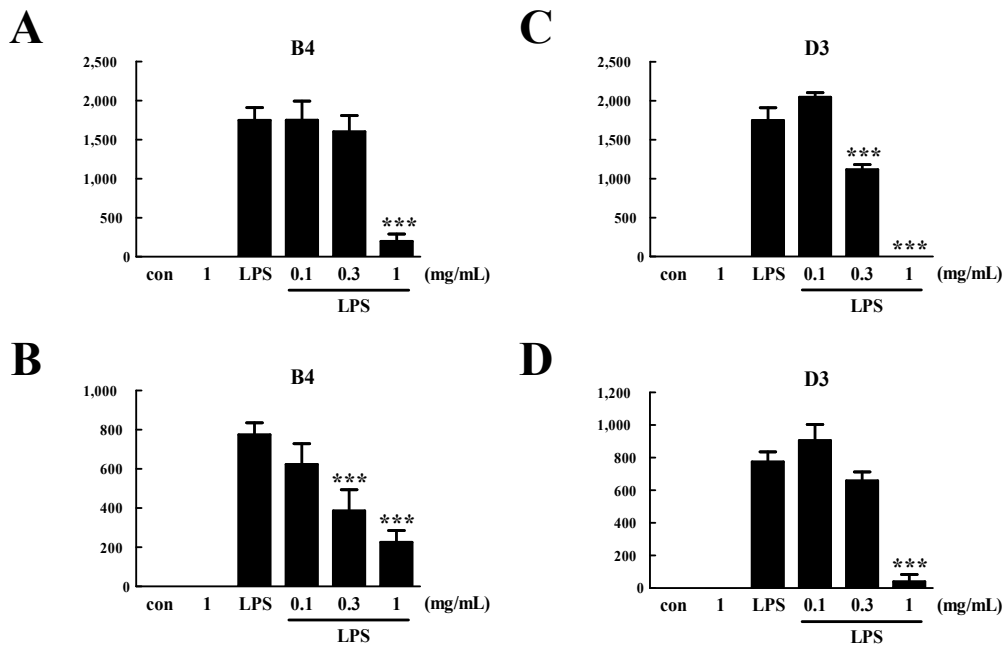 A
B4
2,500
2,000
1,500
1,000
500
0
***
con 1 LPS 0.1 0.3 1 (mg/mL)
LPS
C
D3
2,500
2,000
1,500
1,000
500
0
***
***
con 1 LPS 0.1 0.3 1 (mg/mL)
LPS
B
B4
1,000
800
600
400
200
0
***
***
con 1 LPS 0.1 0.3 1 (mg/mL)
LPS
D
D3
1,200
1,000
800
600
400
200
0
***
con 1 LPS 0.1 0.3 1 (mg/mL)
LPS